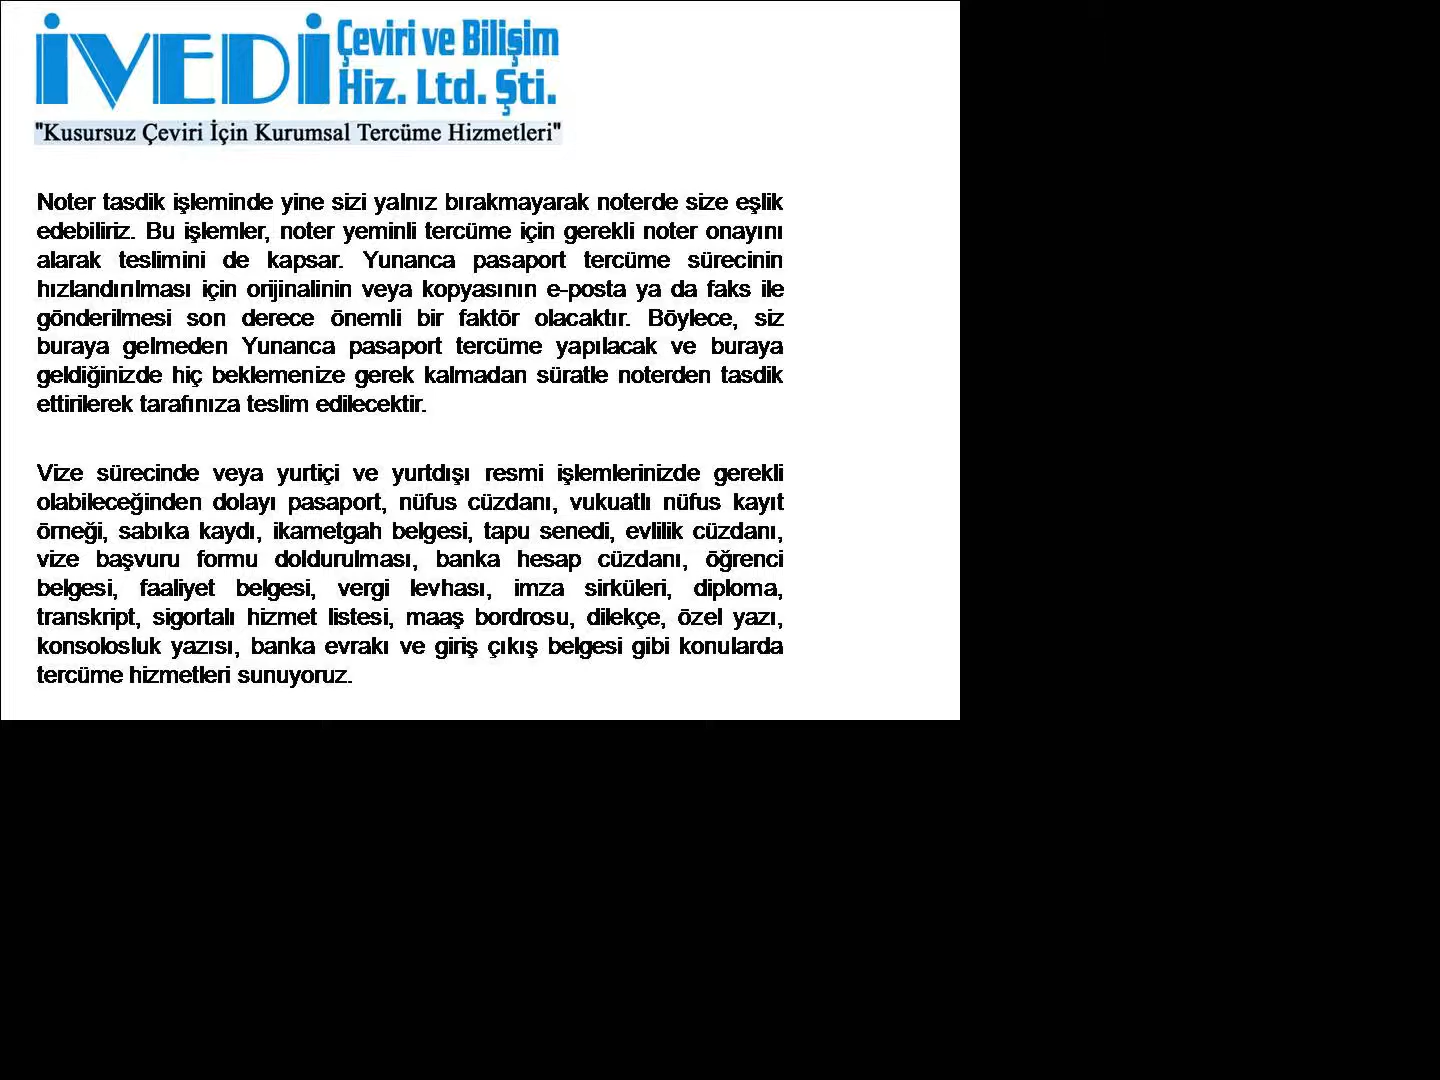 İVEDİ Çeviri ve Bilişim
Hiz. Ltd. Şti.
"Kusursuz Çeviri İçin Kurumsal Tercüme Hizmetleri"
Noter tasdik işleminde yine sizi yalnız bırakmayarak noterde size eşlik
edebiliriz. Bu işlemler, noter yeminli tercüme için gerekli noter onayını
alarak teslimini de kapsar. Yunanca pasaport tercüme sürecinin
hızlandırılması için orijinalinin veya kopyasının e-posta ya da faks ile
gönderilmesi son derece önemli bir faktör olacaktır. Böylece, siz
buraya gelmeden Yunanca pasaport tercüme yapılacak ve buraya
geldiğinizde hiç beklemenize gerek kalmadan süratle noterden tasdik
ettirilerek tarafınıza teslim edilecektir.
Vize sürecinde veya yurtiçi ve yurtdışı resmi işlemlerinizde gerekli
olabileceğinden dolayı pasaport, nüfus cüzdanı, vukuatlı nüfus kayıt
örneği, sabıka kaydı, ikametgah belgesi, tapu senedi, evlilik cüzdanı,
vize başvuru formu doldurulması, banka hesap cüzdanı, öğrenci
belgesi, faaliyet belgesi, vergi levhası, imza sirküleri, diploma,
transkript, sigortalı hizmet listesi, maaş bordrosu, dilekçe, özel yazı,
konsolosluk yazısı, banka evrakı ve giriş çıkış belgesi gibi konularda
tercüme hizmetleri sunuyoruz.